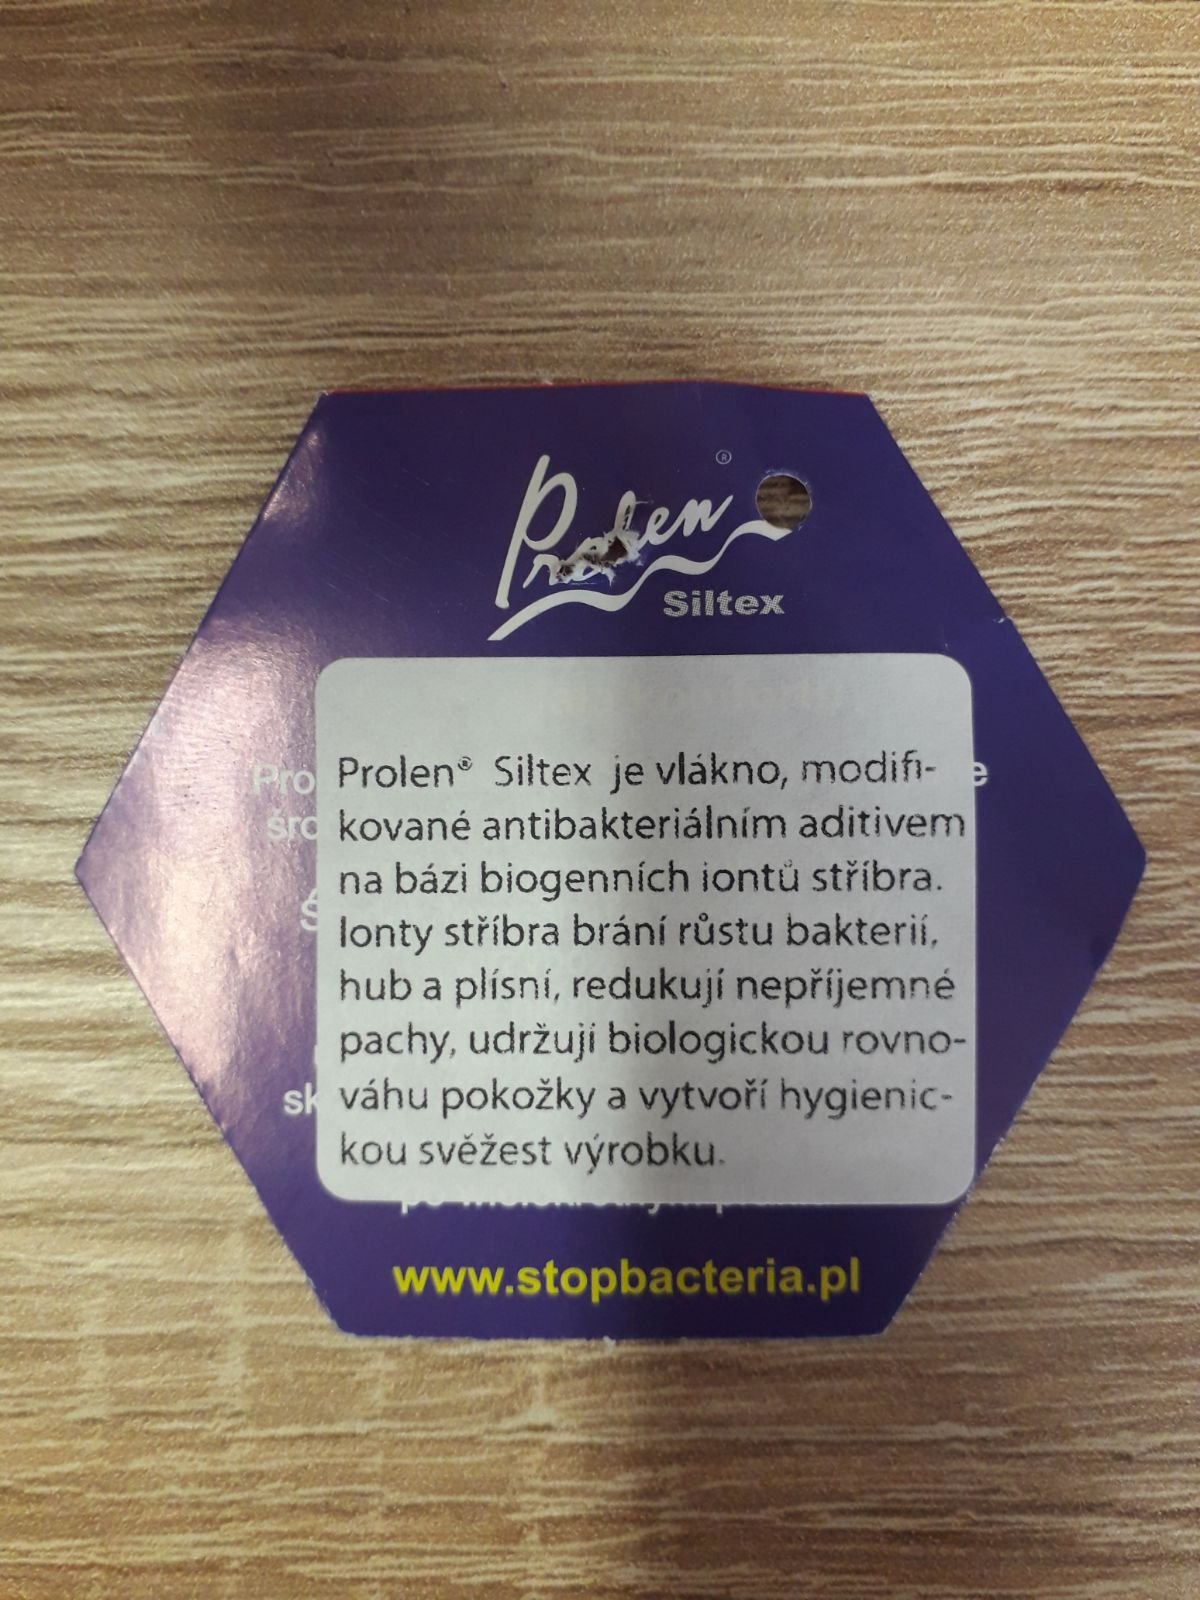 Prolen®
Siltex
Prolen® Siltex je vlákno, modifi-
kované antibakteriálním aditivem
na bázi biogenních iontů stříbra.
Ionty stříbra brání růstu bakterií,
hub a plísní, redukují nepříjemné
pachy, udržují biologickou rovno-
váhu pokožky a vytvoří hygienic-
kou svěžest výrobku.
www.stopbacteria.pl